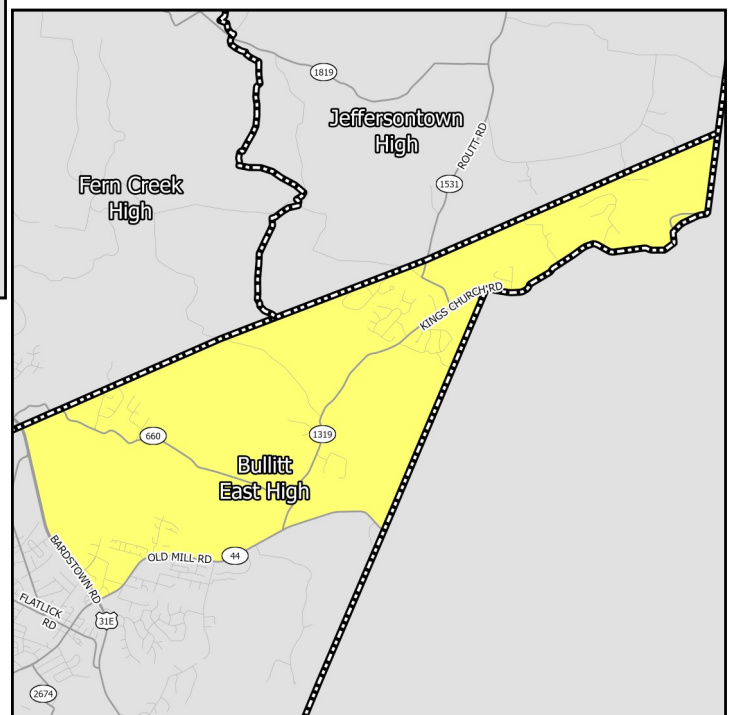 1819
Jeffersontown
High
ROUTT RD
Fern Creek
High
1531
KINGS CHURCH RD
1319
660
Bullitt
East High
BARDSTOWN RD
OLD MILL RD
44
FLATLICK
RD
31E
2674